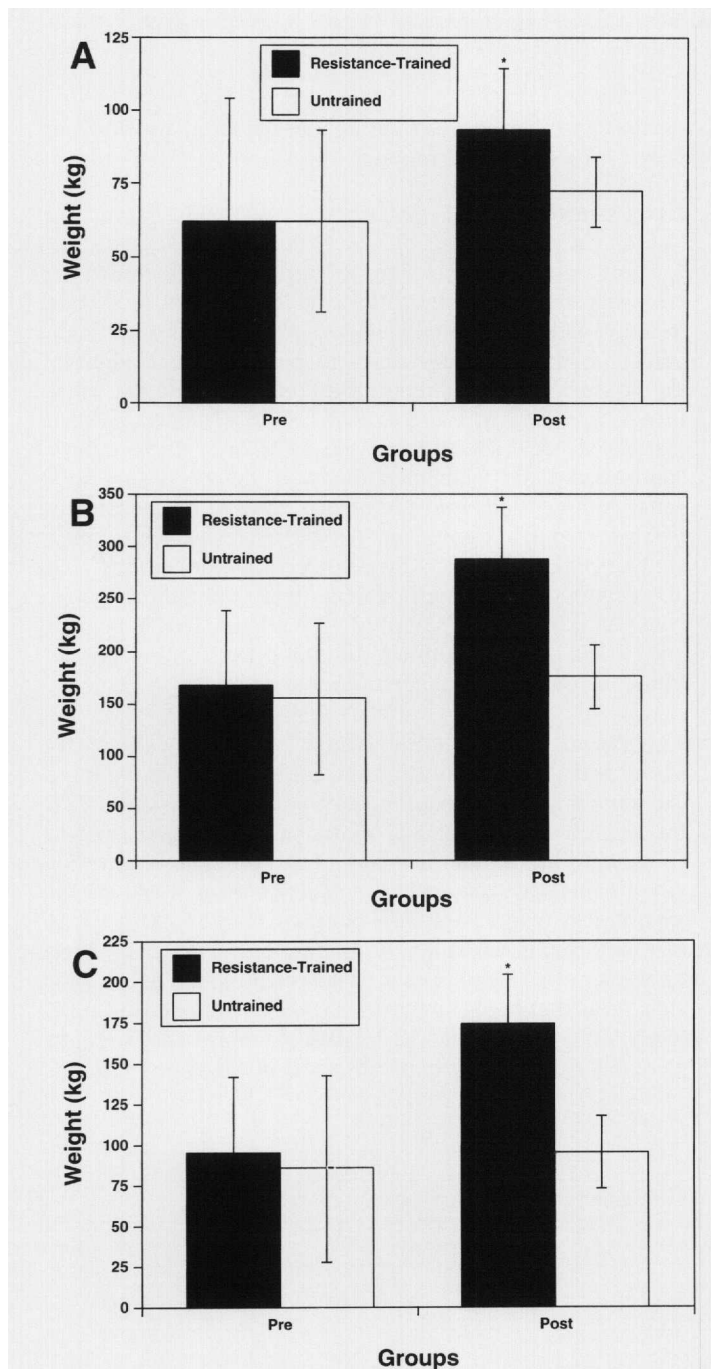 A
125
100
75
50
25
0
Weight (kg)
Resistance-Trained
Untrained
*
Pre
Post
Groups
B
350
300
250
200
150
100
50
0
Weight (kg)
Resistance-Trained
Untrained
*
Pre
Post
Groups
C
225
200
175
150
125
100
75
50
25
0
Weight (kg)
Resistance-Trained
Untrained
*
Pre
Post
Groups